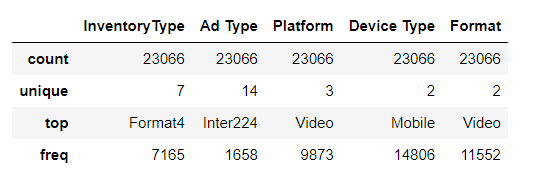 InventoryType Ad Type Platform Device Type Format
count 23066 23066 23066 23066 23066
unique 7 14 3 2 2
top Format4 Inter224 Video Mobile Video
freq 7165 1658 9873 14806 11552